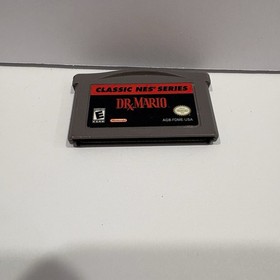 CLASSIC NES SERIES
DR. MARIO
E
AGB-FDME-USA